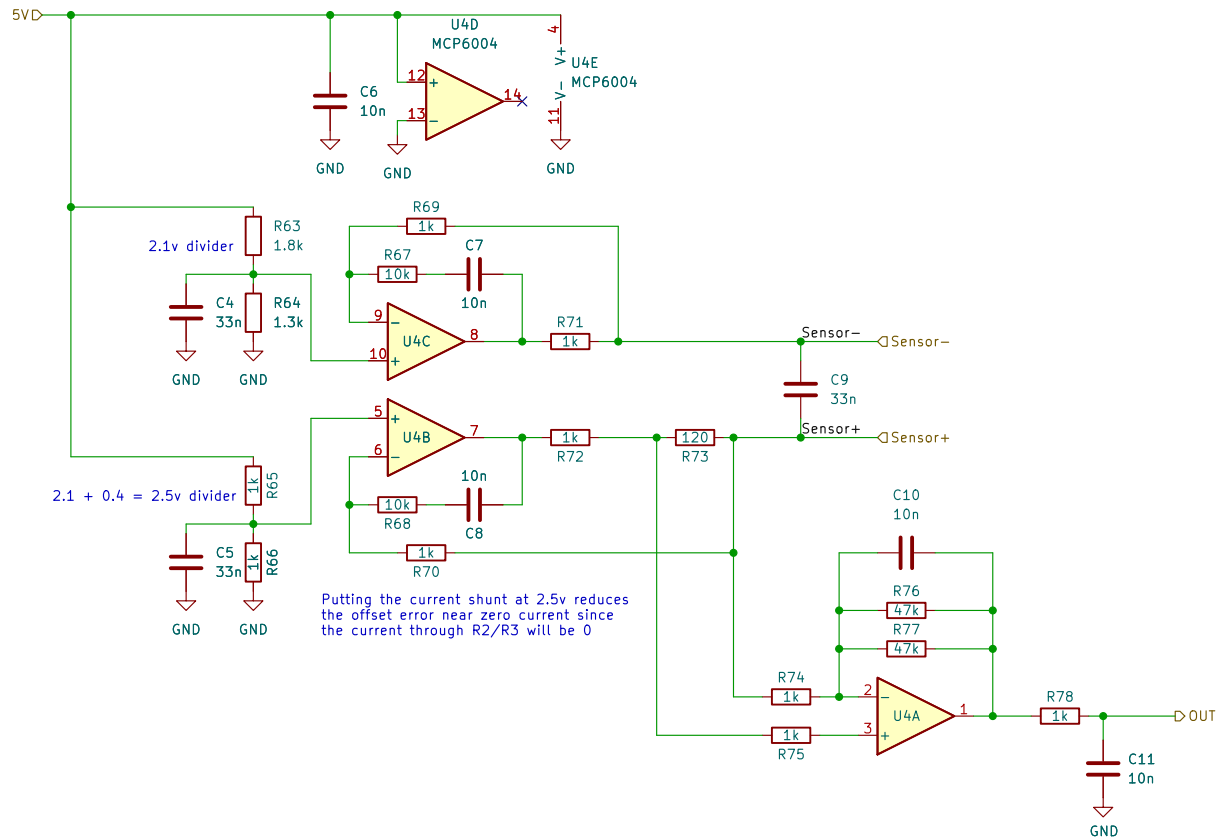 5V
U4D
MCP6004
4
V+
U4E
MCP6004
V-
11
GND
12
+
13
−
14
GND
C6
10n
GND
R63
1.8k
2.1v divider
C4
33n
R64
1.3k
GND
GND
R69
1k
R67
10k
C7
10n
9
−
U4C
8
10
+
R71
1k
Sensor-
Sensor-
C9
33n
Sensor+
Sensor+
5
+
U4B
7
6
−
1k
R72
120
R73
1k
R65
2.1 + 0.4 = 2.5v divider
C5
33n
1k
R66
GND
GND
10n
10k
R68
C8
1k
R70
Putting the current shunt at 2.5v reduces
the offset error near zero current since
the current through R2/R3 will be 0
C10
10n
R76
47k
R77
47k
R74
1k
2
−
U4A
1
1k
R75
3
+
R78
1k
OUT
C11
10n
GND